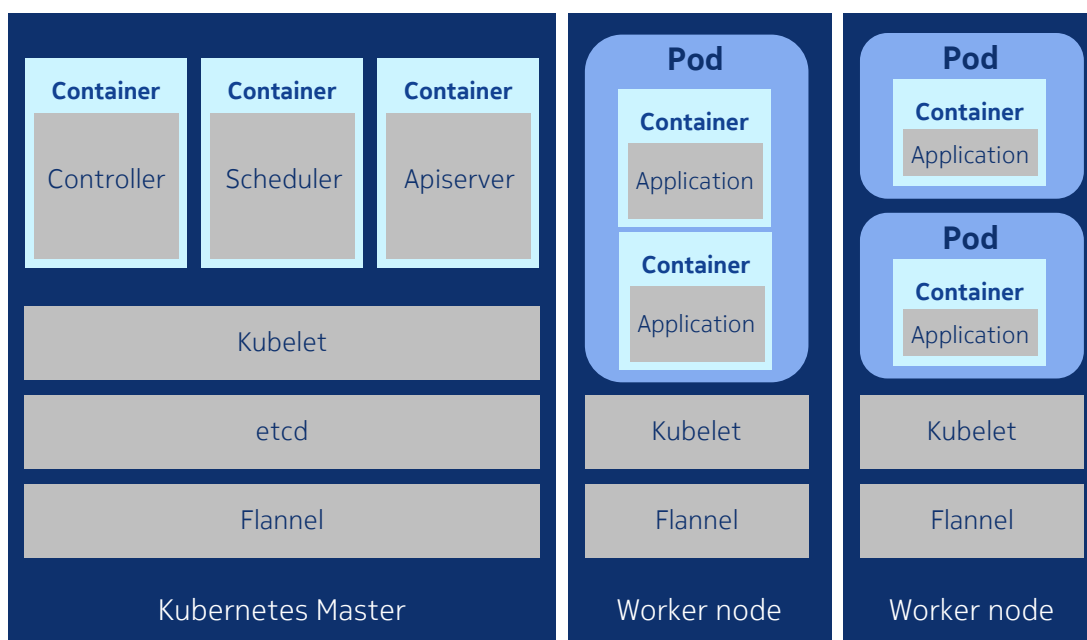 Container
Controller
Container
Scheduler
Container
Apiserver
Kubelet
etcd
Flannel
Kubernetes Master
Pod
Container
Application
Container
Application
Kubelet
Flannel
Worker node
Pod
Container
Application
Pod
Container
Application
Kubelet
Flannel
Worker node